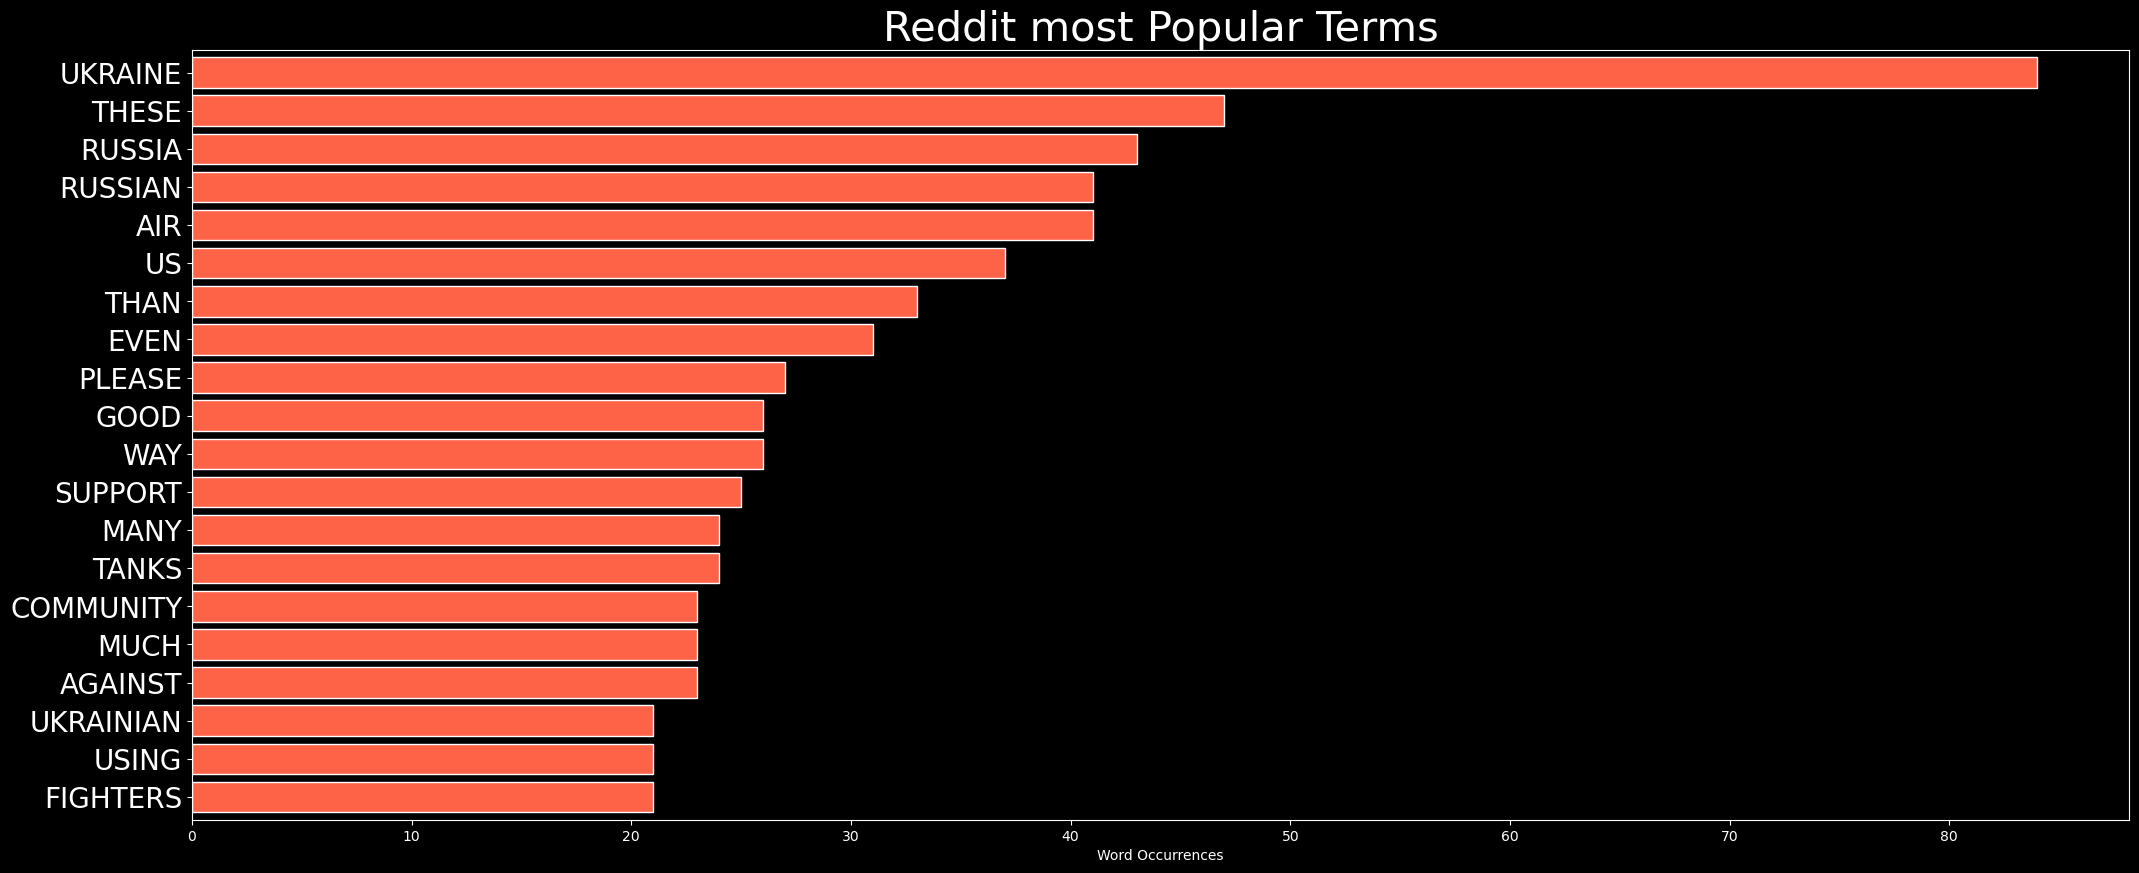 Reddit most Popular Terms
UKRAINE
THESE
RUSSIA
RUSSIAN
AIR
US
THAN
EVEN
PLEASE
GOOD
WAY
SUPPORT
MANY
TANKS
COMMUNITY
MUCH
AGAINST
UKRAINIAN
USING
FIGHTERS
0 10 20 30 40 50 60 70 80
Word Occurrences